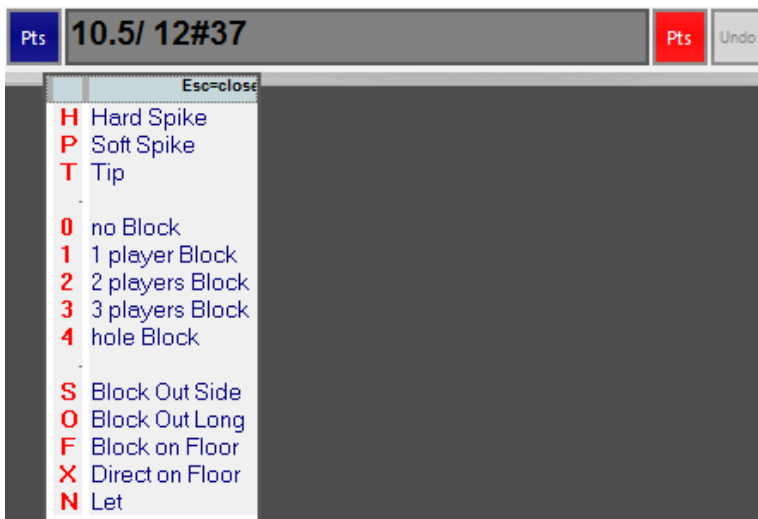 Pts 10.5/ 12#37 Pts Undo
Esc=close
H Hard Spike
P Soft Spike
T Tip
-
0 no Block
1 1 player Block
2 2 players Block
3 3 players Block
4 hole Block
-
S Block Out Side
O Block Out Long
F Block on Floor
X Direct on Floor
N Let